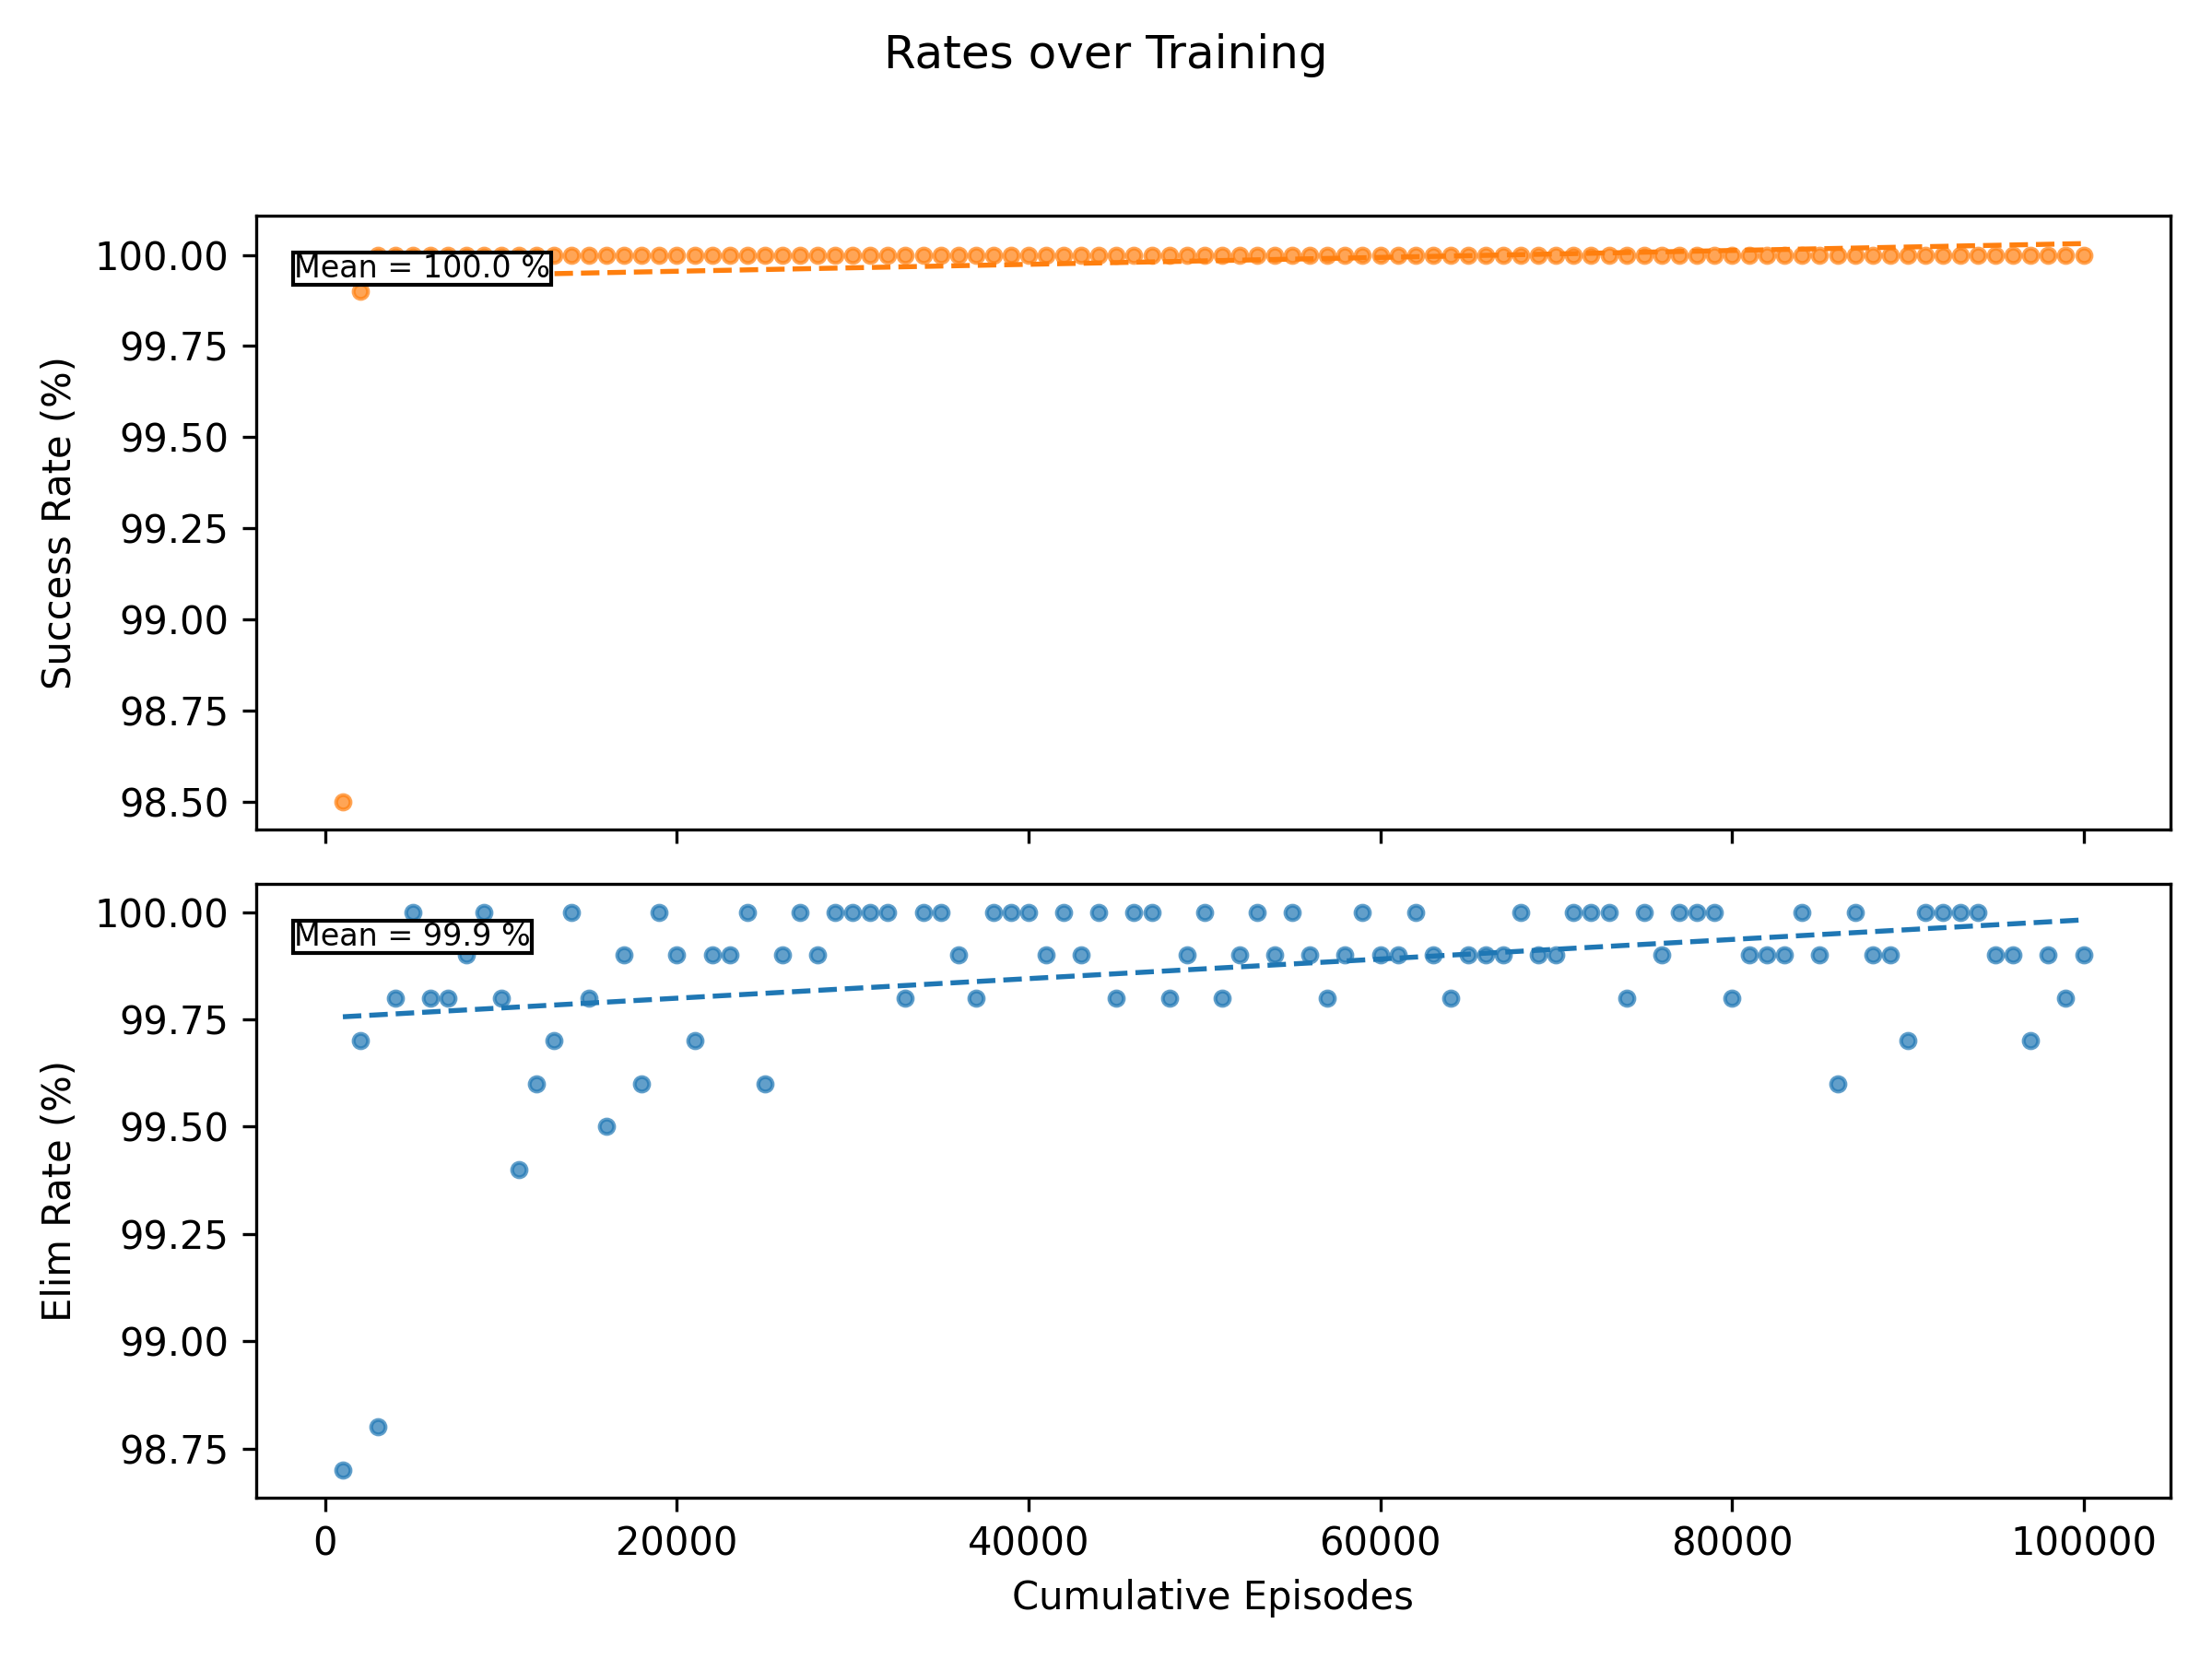 Rates over Training
100.00
99.75
99.50
99.25
99.00
98.75
98.50
Success Rate (%)
Mean = 100.0 %
100.00
99.75
99.50
99.25
99.00
98.75
Elim Rate (%)
Mean = 99.9 %
0 20000 40000 60000 80000 100000
Cumulative Episodes